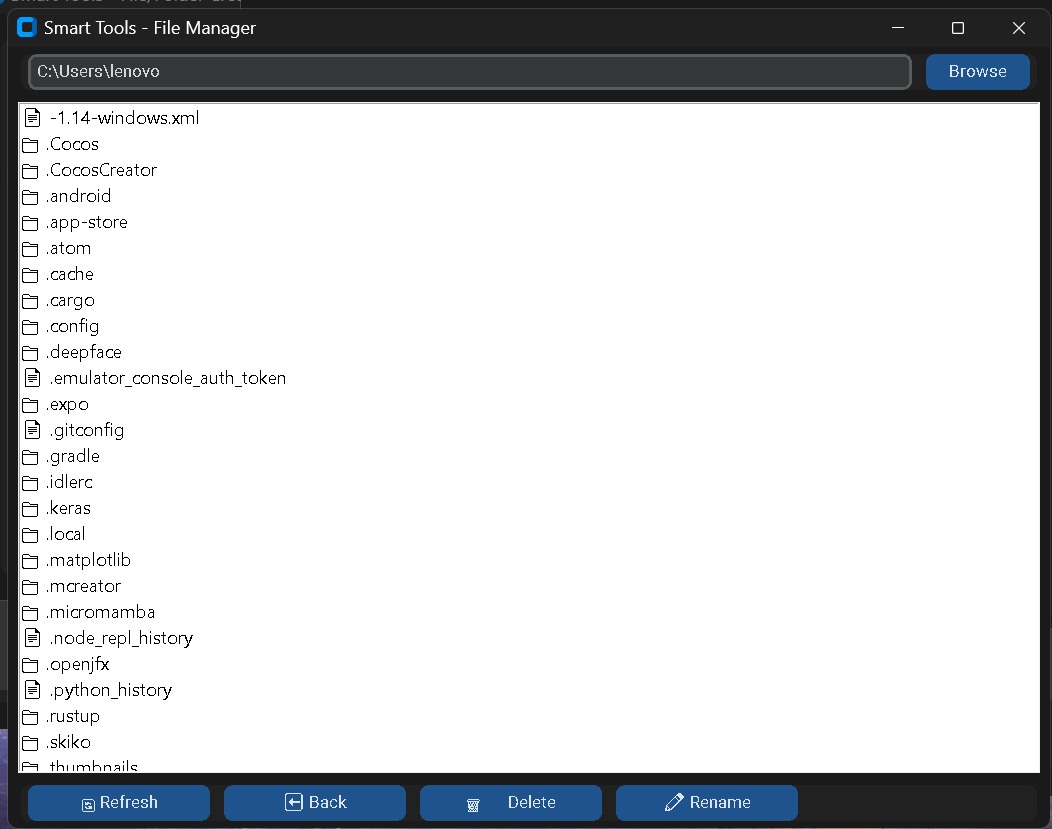 Smart Tools - File Manager
C:\Users\lenovo
Browse
-1.14-windows.xml
.Cocos
.CocosCreator
.android
.app-store
.atom
.cache
.cargo
.config
.deepface
.emulator_console_auth_token
.expo
.gitconfig
.gradle
.idlerc
.keras
.local
.matplotlib
.mcreator
.micromamba
.node_repl_history
.openjfx
.python_history
.rustup
.skiko
.thumbnails
Refresh
Back
Delete
Rename